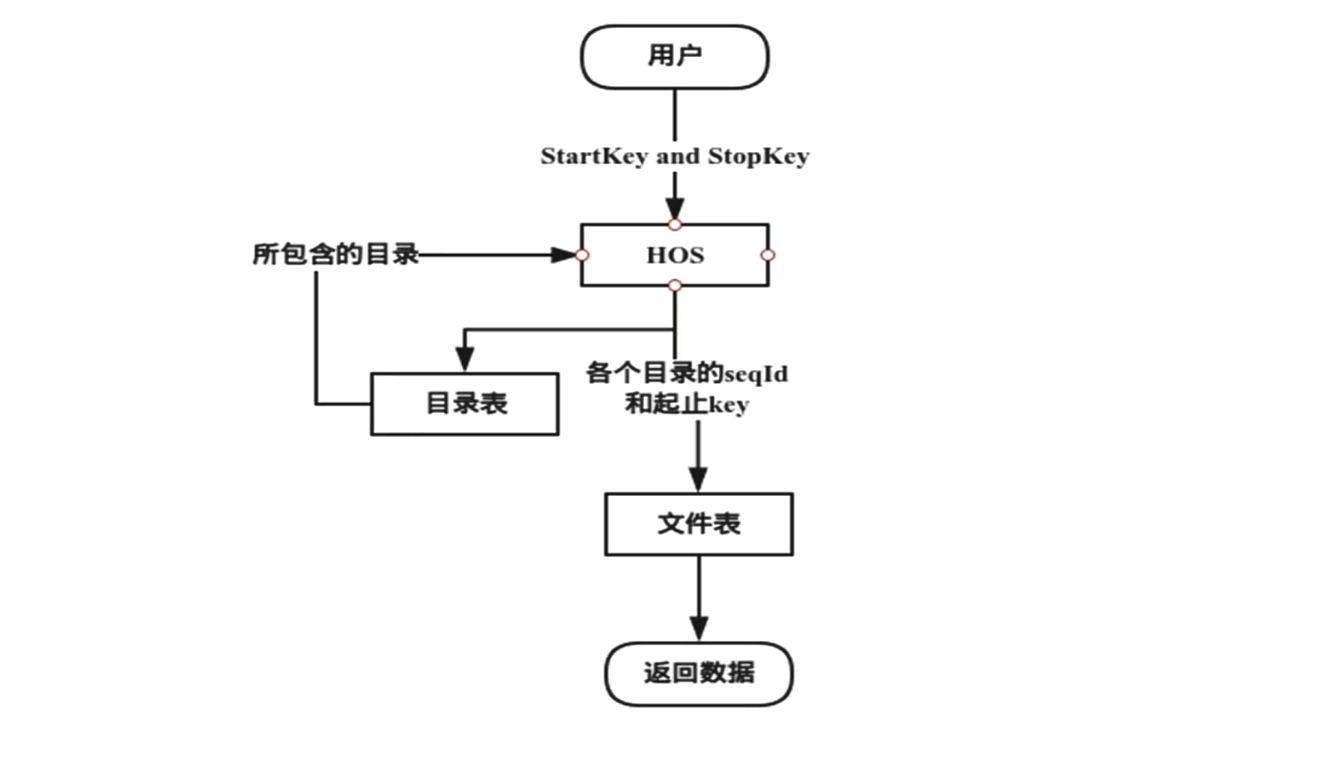 用户
StartKey and StopKey
所包含的目录
HOS
各个目录的seqId
和起止key
目录表
文件表
返回数据